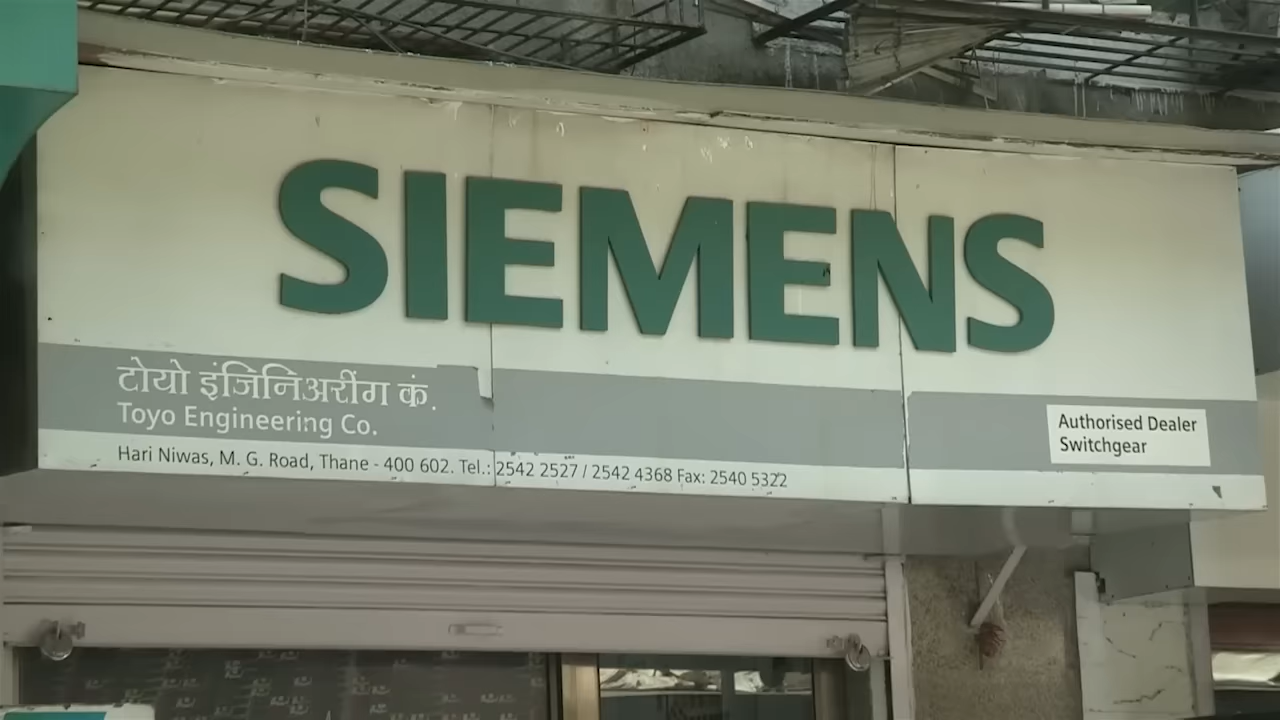 SIEMENS
टोयो इंजिनिअरींग कं.
Toyo Engineering Co.
Authorised Dealer
Switchgear
Hari Niwas, M. G. Road, Thane - 400 602. Tel.: 2542 2527 / 2542 4368 Fax: 2540 5322